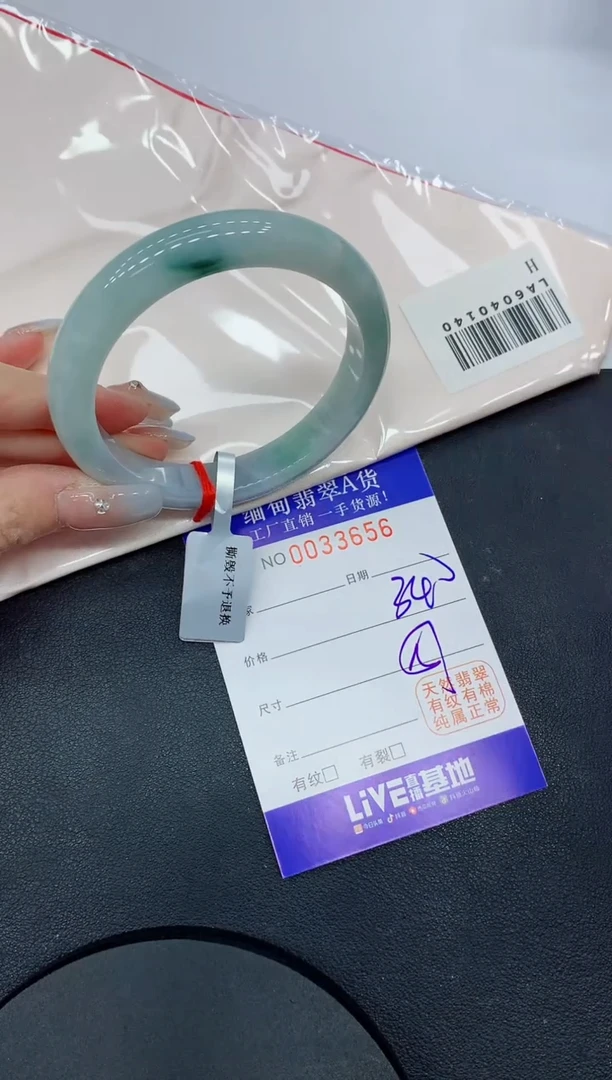 H
LA6040140
缅甸翡翠A货
工厂直销 一手货源!
NO 0033656
日期
340
价格
尺寸
天然翡翠
有纹有棉
纯属正常
备注
有纹□ 有裂□
LiVE直播基地
撕毁不予退换